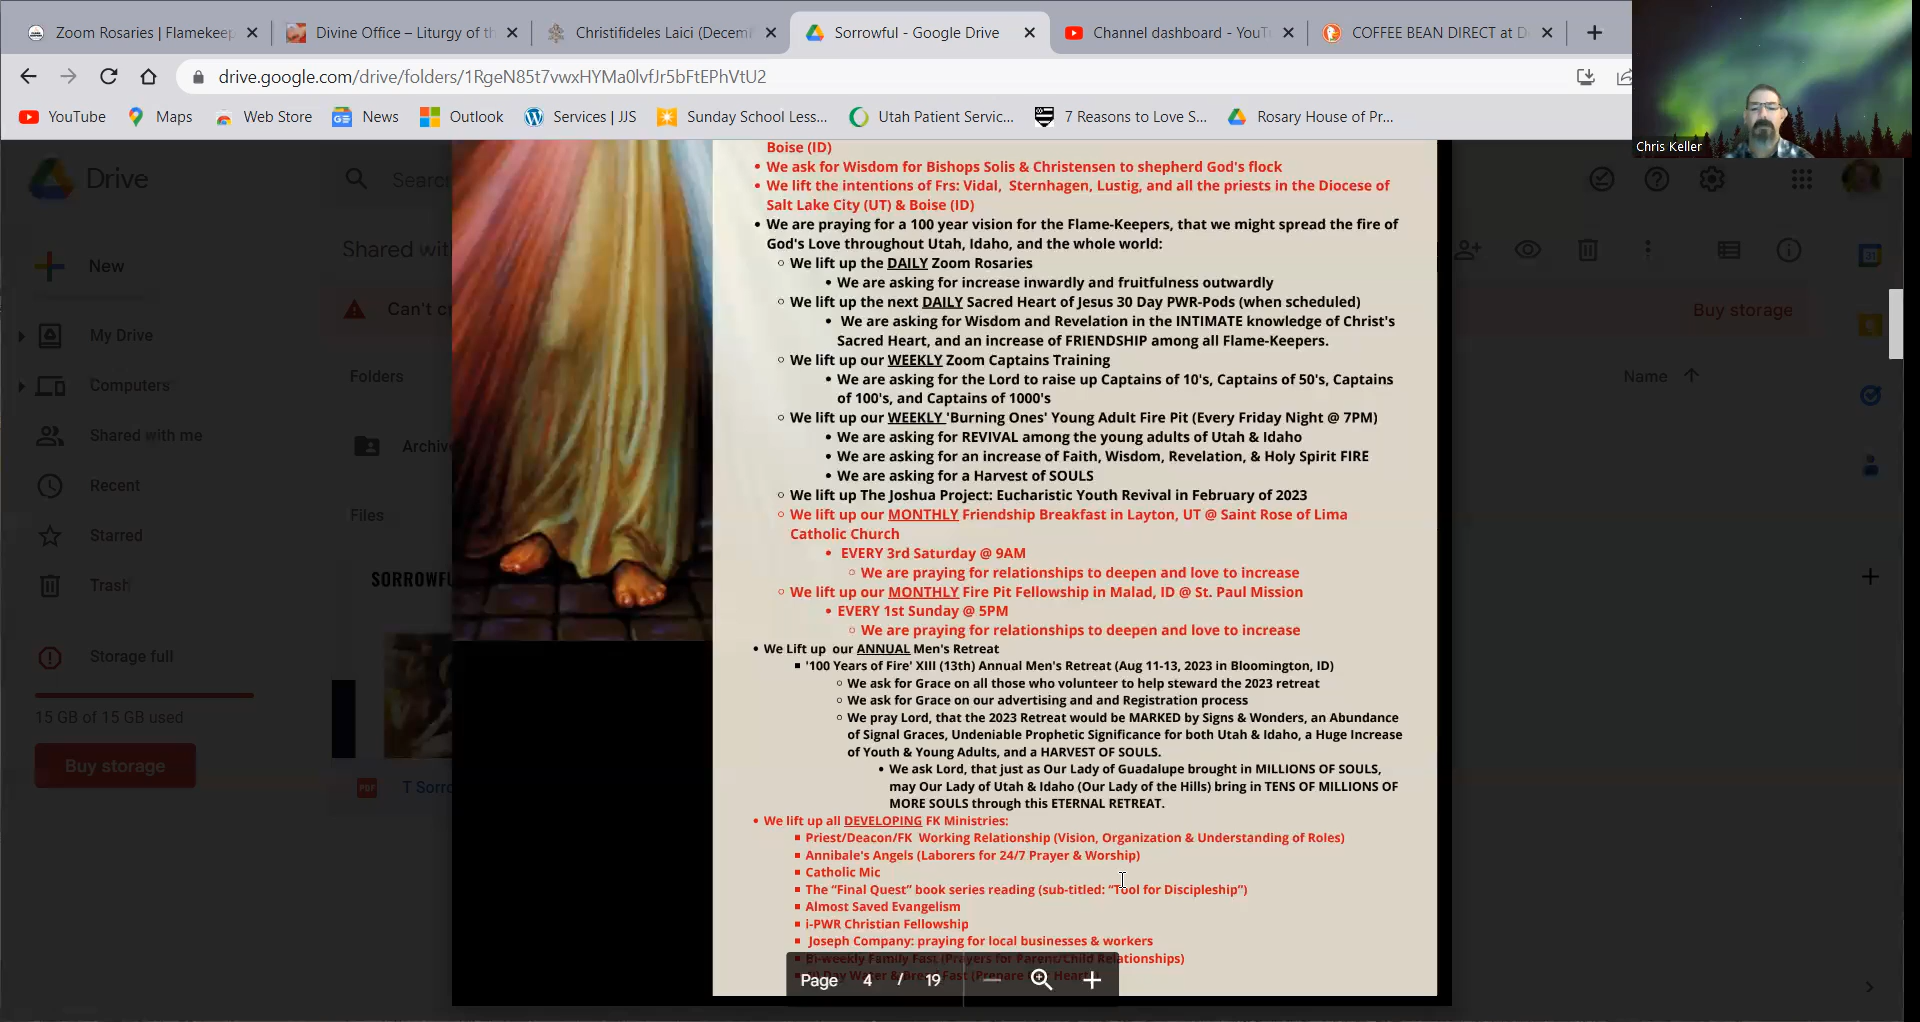 Zoom Rosaries | Flamekeep
Divine Office – Liturgy of th
Christifideles Laici (Decem
Sorrowful - Google Drive
Channel dashboard - YouT
COFFEE BEAN DIRECT at D
drive.google.com/drive/folders/1RgeN85t7vwxHYMa0lvfJr5bFtEPhVtU2
YouTube
Maps
Web Store
News
Outlook
Services | JJS
Sunday School Less...
Utah Patient Servic...
7 Reasons to Love S...
Rosary House of Pr...
Chris Keller
Drive
Searc
New
Shared wi
Can't c
Buy storage
My Drive
Computers
Shared with me
Recent
Starred
Trash
Storage full
15 GB of 15 GB used
Buy storage
Folders
Archiv
Files
SORROWFU
PDF
T Sorro
Name
Boise (ID)
• We ask for Wisdom for Bishops Solis & Christensen to shepherd God's flock
• We lift the intentions of Frs: Vidal, Sternhagen, Lustig, and all the priests in the Diocese of
Salt Lake City (UT) & Boise (ID)
• We are praying for a 100 year vision for the Flame-Keepers, that we might spread the fire of
God's Love throughout Utah, Idaho, and the whole world:
○ We lift up the DAILY Zoom Rosaries
• We are asking for increase inwardly and fruitfulness outwardly
○ We lift up the next DAILY Sacred Heart of Jesus 30 Day PWR-Pods (when scheduled)
• We are asking for Wisdom and Revelation in the INTIMATE knowledge of Christ's
Sacred Heart, and an increase of FRIENDSHIP among all Flame-Keepers.
○ We lift up our WEEKLY Zoom Captains Training
• We are asking for the Lord to raise up Captains of 10's, Captains of 50's, Captains
of 100's, and Captains of 1000's
○ We lift up our WEEKLY 'Burning Ones' Young Adult Fire Pit (Every Friday Night @ 7PM)
• We are asking for REVIVAL among the young adults of Utah & Idaho
• We are asking for an increase of Faith, Wisdom, Revelation, & Holy Spirit FIRE
• We are asking for a Harvest of SOULS
○ We lift up The Joshua Project: Eucharistic Youth Revival in February of 2023
○ We lift up our MONTHLY Friendship Breakfast in Layton, UT @ Saint Rose of Lima
Catholic Church
• EVERY 3rd Saturday @ 9AM
○ We are praying for relationships to deepen and love to increase
○ We lift up our MONTHLY Fire Pit Fellowship in Malad, ID @ St. Paul Mission
• EVERY 1st Sunday @ 5PM
○ We are praying for relationships to deepen and love to increase
• We Lift up our ANNUAL Men's Retreat
▪ '100 Years of Fire' XIII (13th) Annual Men's Retreat (Aug 11-13, 2023 in Bloomington, ID)
○ We ask for Grace on all those who volunteer to help steward the 2023 retreat
○ We ask for Grace on our advertising and and Registration process
○ We pray Lord, that the 2023 Retreat would be MARKED by Signs & Wonders, an Abundance
of Signal Graces, Undeniable Prophetic Significance for both Utah & Idaho, a Huge Increase
of Youth & Young Adults, and a HARVEST OF SOULS.
• We ask Lord, that just as Our Lady of Guadalupe brought in MILLIONS OF SOULS,
may Our Lady of Utah & Idaho (Our Lady of the Hills) bring in TENS OF MILLIONS OF
MORE SOULS through this ETERNAL RETREAT.
• We lift up all DEVELOPING FK Ministries:
▪ Priest/Deacon/FK Working Relationship (Vision, Organization & Understanding of Roles)
▪ Annibale's Angels (Laborers for 24/7 Prayer & Worship)
▪ Catholic Mic
▪ The “Final Quest” book series reading (sub-titled: “Tool for Discipleship”)
▪ Almost Saved Evangelism
▪ i-PWR Christian Fellowship
▪ Joseph Company: praying for local businesses & workers
▪ Bi-weekly Family Fast (Prayers for Parent/Child Relationships)
Day Water & Bread Fast (Prepare Heart
Page 4 / 19